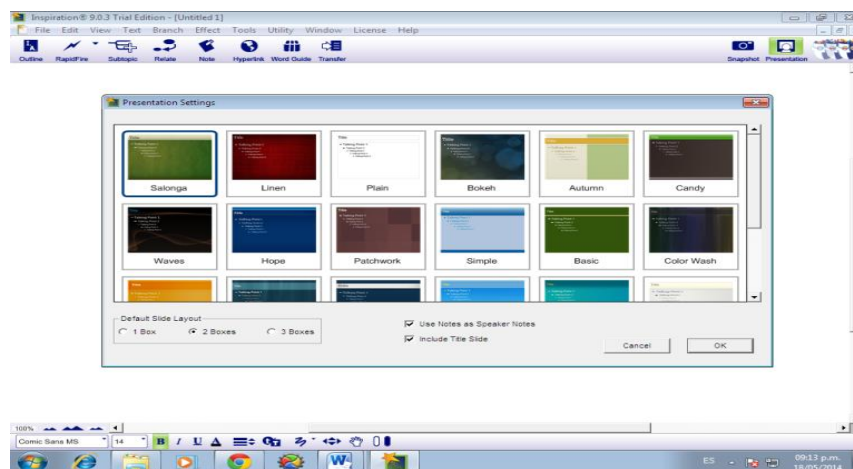 Inspiration® 9.0.3 Trial Edition - [Untitled 1]
File Edit View Text Branch Effect Tools Utility Window License Help
Outline RapidFire Subtopic Relate Note Hyperlink Word Guide Transfer Snapshot Presentation
Presentation Settings
Salonga Linen Plain Bokeh Autumn Candy
Waves Hope Patchwork Simple Basic Color Wash
Default Slide Layout
1 Box 2 Boxes 3 Boxes
Use Notes as Speaker Notes
Include Title Slide
Cancel OK
100%
Comic Sans MS 14 B I U A
ES 09:13 p.m.
18/05/2014